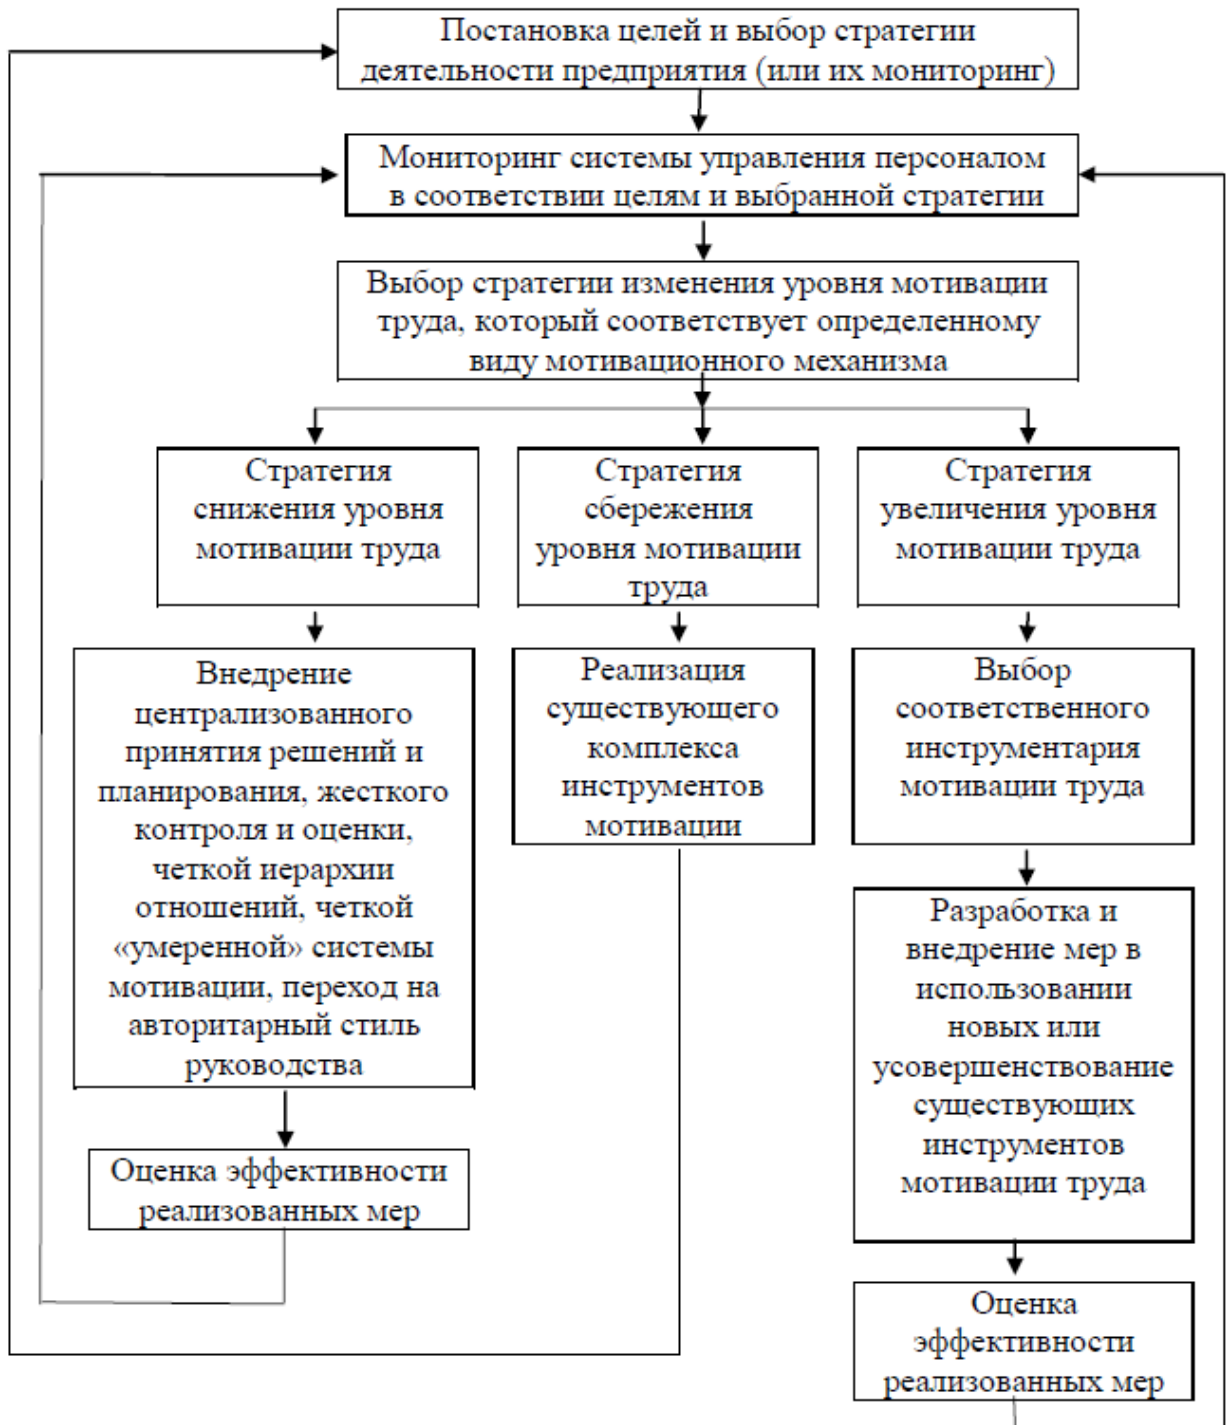 Постановка целей и выбор стратегии
деятельности предприятия (или их мониторинг)
Мониторинг системы управления персоналом
в соответствии целям и выбранной стратегии
Выбор стратегии изменения уровня мотивации
труда, который соответствует определенному
виду мотивационного механизма
Стратегия
снижения уровня
мотивации труда
Стратегия
сбережения
уровня мотивации
труда
Стратегия
увеличения уровня
мотивации труда
Внедрение
централизованного
принятия решений и
планирования, жесткого
контроля и оценки,
четкой иерархии
отношений, четкой
«умеренной» системы
мотивации, переход на
авторитарный стиль
руководства
Реализация
существующего
комплекса
инструментов
мотивации
Выбор
соответственного
инструментария
мотивации труда
Разработка и
внедрение мер в
использовании
новых или
усовершенствование
существующих
инструментов
мотивации труда
Оценка эффективности
реализованных мер
Оценка
эффективности
реализованных мер